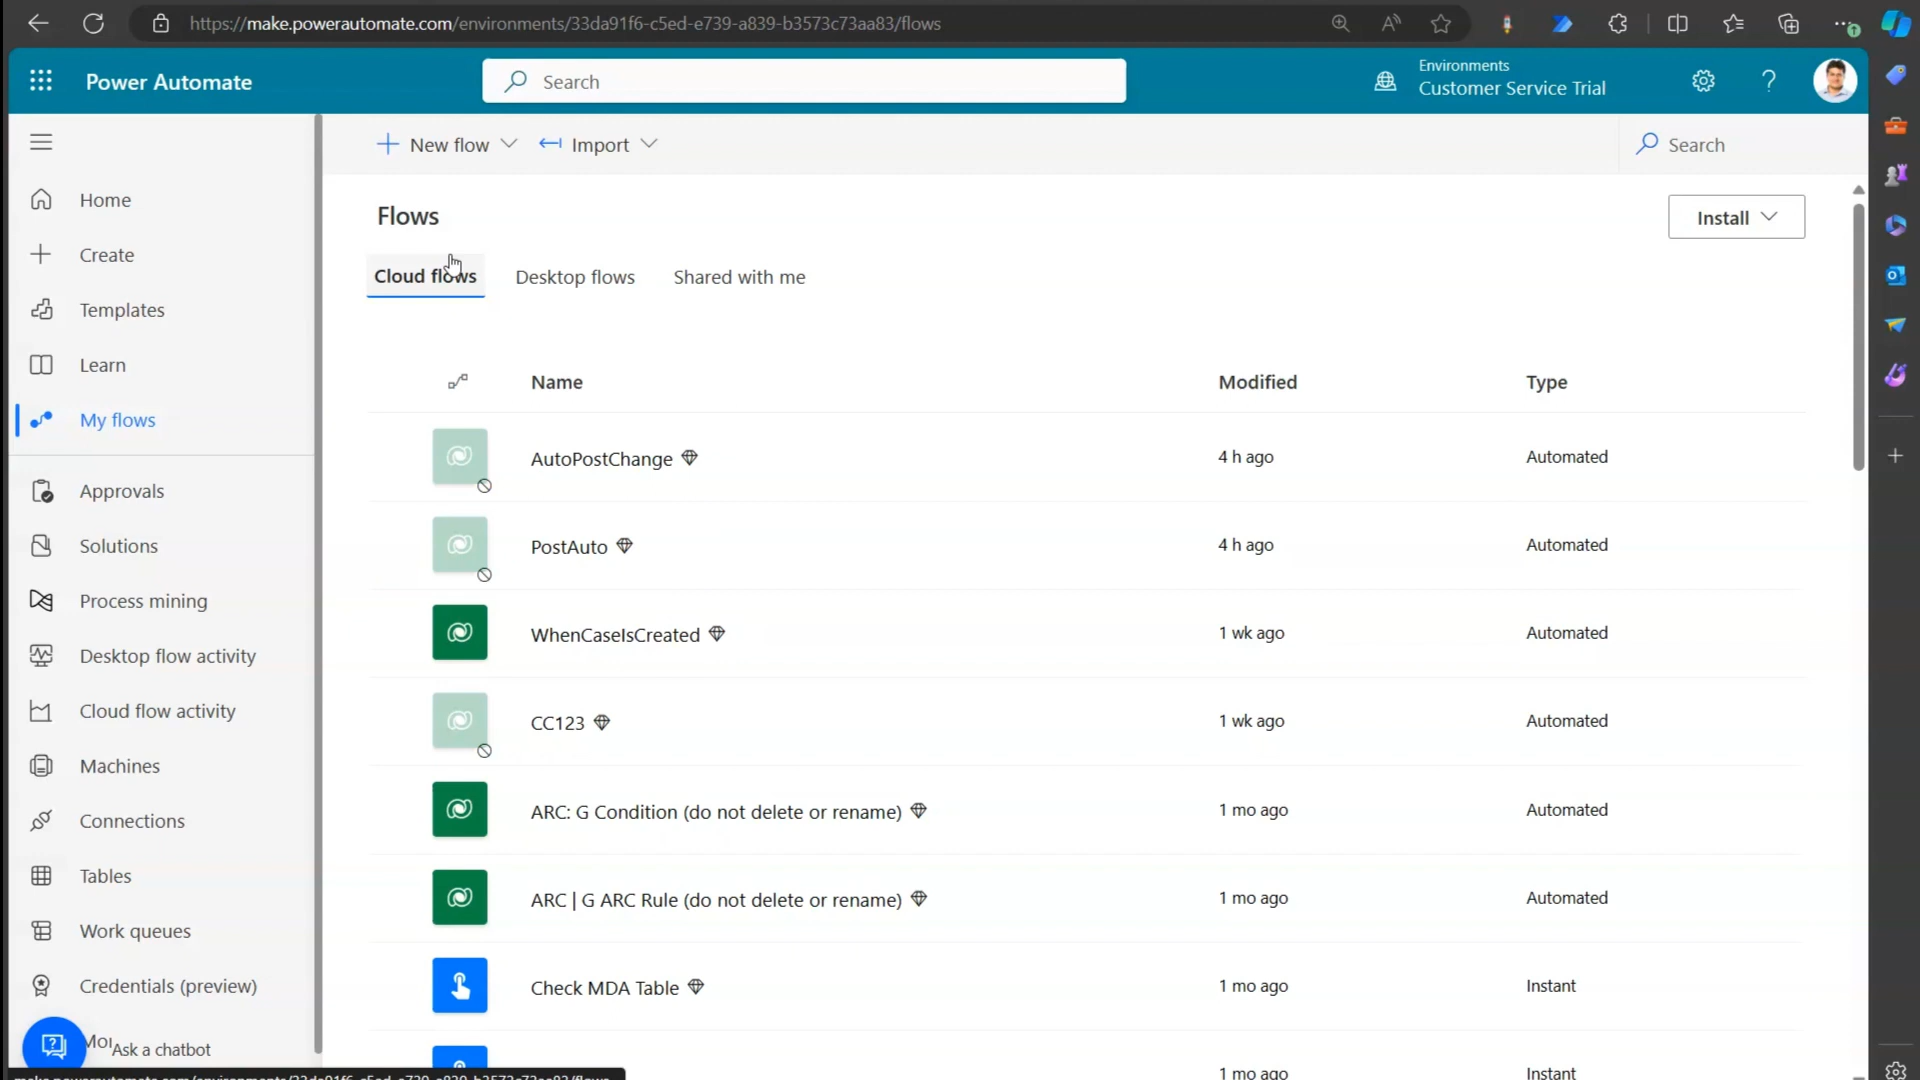 https://make.powerautomate.com/environments/33da91f6-c5ed-e739-a839-b3573c73aa83/flows
Power Automate
Search
Environments
Customer Service Trial
New flow
Import
Search
Home
Create
Templates
Learn
My flows
Approvals
Solutions
Process mining
Desktop flow activity
Cloud flow activity
Machines
Connections
Tables
Work queues
Credentials (preview)
Ask a chatbot
Flows
Install
Cloud flows
Desktop flows
Shared with me
Name Modified Type
AutoPostChange 4 h ago Automated
PostAuto 4 h ago Automated
WhenCaseIsCreated 1 wk ago Automated
CC123 1 wk ago Automated
ARC: G Condition (do not delete or rename) 1 mo ago Automated
ARC | G ARC Rule (do not delete or rename) 1 mo ago Automated
Check MDA Table 1 mo ago Instant
1 mo ago Instant